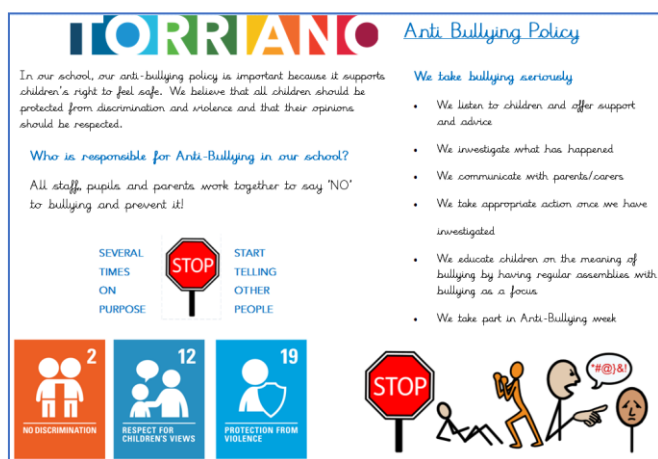 TORRIANO
In our school, our anti-bullying policy is important because it supports
children's right to feel safe. We believe that all children should be
protected from discrimination and violence and that their opinions
should be respected.
Who is responsible for Anti-Bullying in our school?
All staff, pupils and parents work together to say 'NO'
to bullying and prevent it!
SEVERAL
TIMES
ON
PURPOSE
STOP
START
TELLING
OTHER
PEOPLE
2
NO DISCRIMINATION
12
RESPECT FOR
CHILDREN'S VIEWS
19
PROTECTION FROM
VIOLENCE
Anti Bullying Policy
We take bullying seriously
• We listen to children and offer support
and advice
• We investigate what has happened
• We communicate with parents/carers
• We take appropriate action once we have
investigated
• We educate children on the meaning of
bullying by having regular assemblies with
bullying as a focus
• We take part in Anti-Bullying week
STOP
*#@)&!